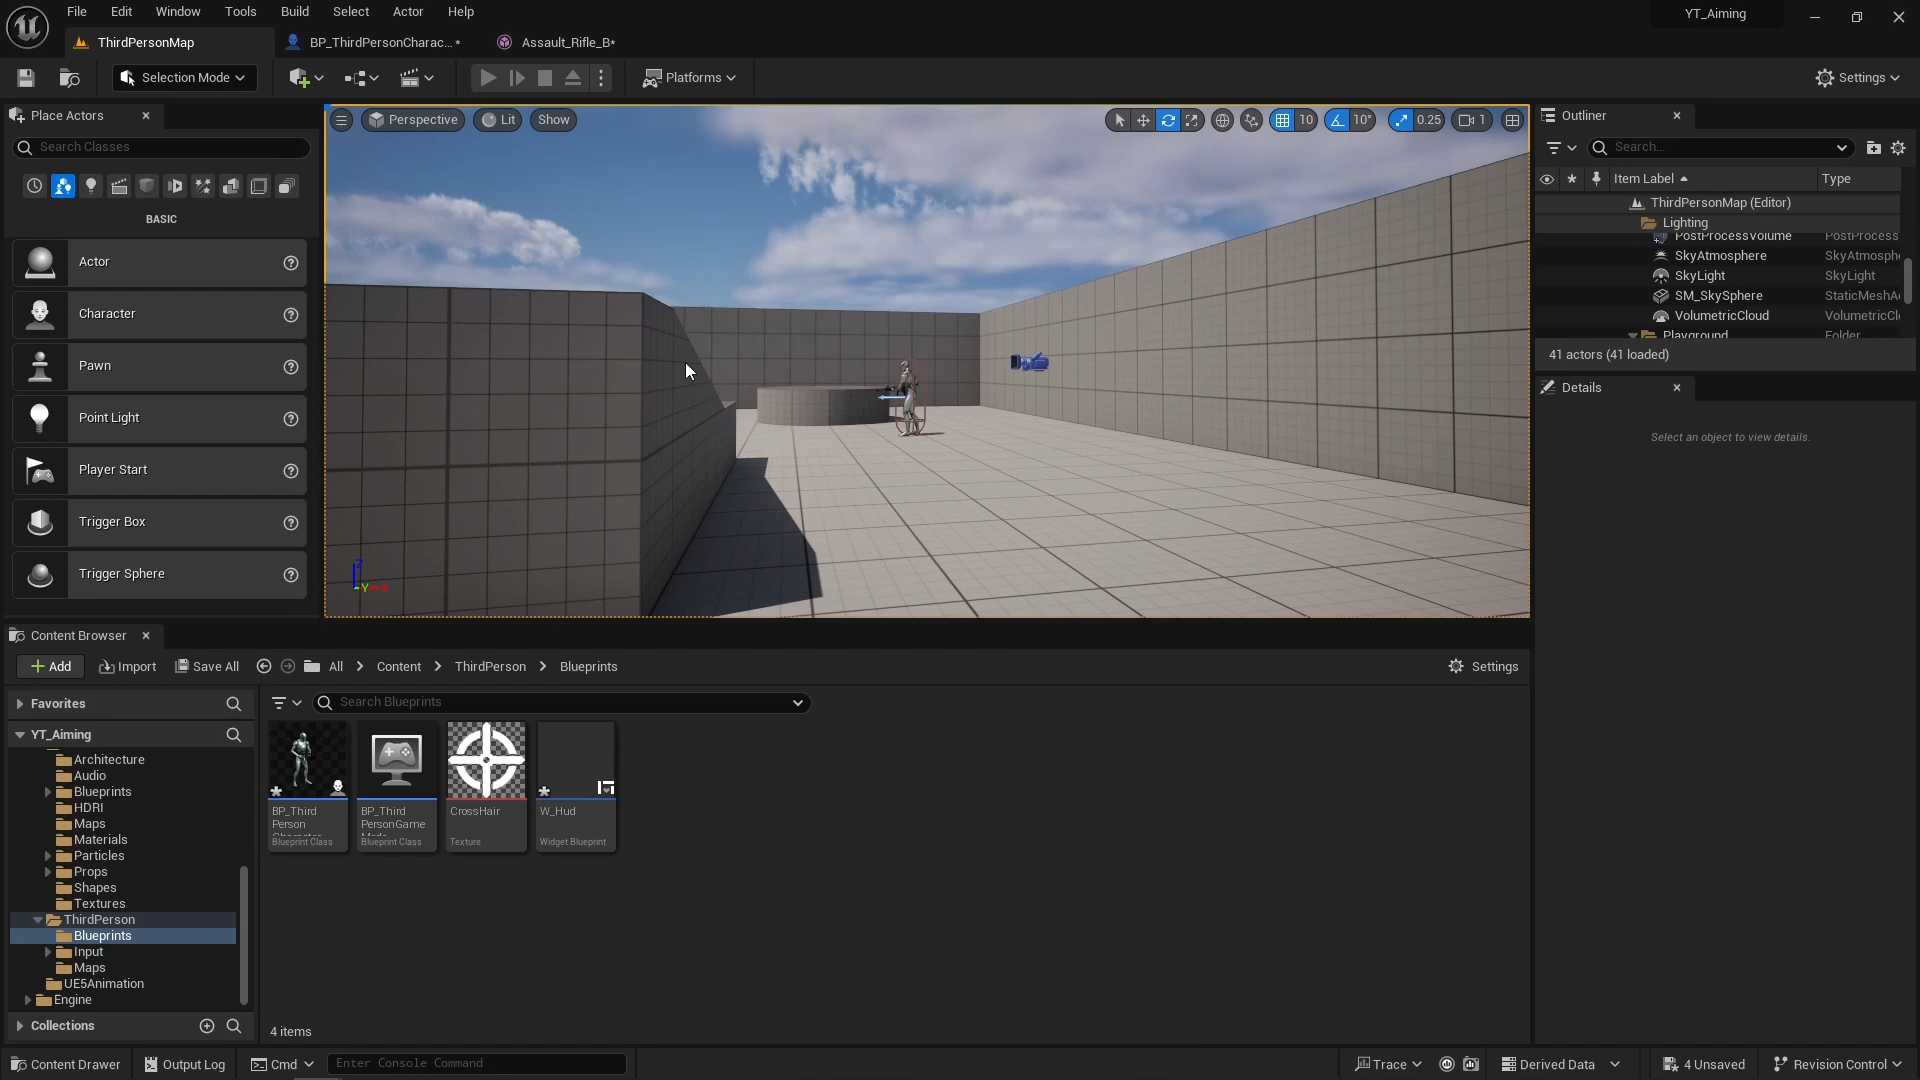 File Edit Window Tools Build Select Actor Help
YT_Aiming
ThirdPersonMap
BP_ThirdPersonCharac... *
Assault_Rifle_B*
Selection Mode
Platforms
Settings
Place Actors
Perspective
Lit
Show
10
10°
0.25
1
Outliner
Search Classes
Search...
Item Label
Type
BASIC
ThirdPersonMap (Editor)
Lighting
PostProcessVolume PostProcess
SkyAtmosphere SkyAtmosph
SkyLight SkyLight
SM_SkySphere StaticMeshA
VolumetricCloud VolumetricCl
Playground Folder
41 actors (41 loaded)
Details
Select an object to view details.
Actor
Character
Pawn
Point Light
Player Start
Trigger Box
Trigger Sphere
Z
Y
X
Content Browser
Add
Import
Save All
All
Content
ThirdPerson
Blueprints
Settings
Favorites
Search Blueprints
YT_Aiming
Architecture
Audio
Blueprints
HDRI
Maps
Materials
Particles
Props
Shapes
Textures
ThirdPerson
Blueprints
Input
Maps
UE5Animation
Engine
Collections
BP_Third
Person
Character
Blueprint Class
BP_Third
PersonGame
Mode
Blueprint Class
CrossHair
Texture
W_Hud
Widget Blueprint
4 items
Content Drawer
Output Log
Cmd
Enter Console Command
Trace
Derived Data
4 Unsaved
Revision Control